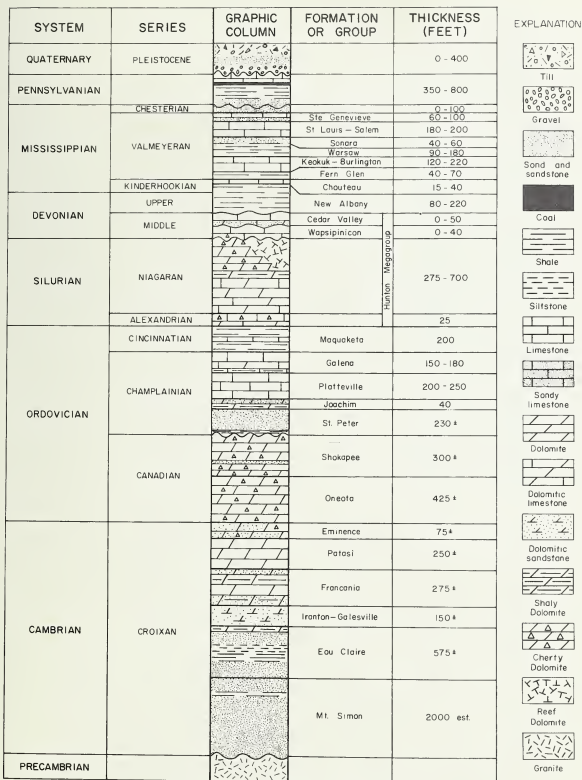 SYSTEM SERIES GRAPHIC COLUMN FORMATION OR GROUP THICKNESS (FEET)
QUATERNARY PLEISTOCENE 0 - 400
PENNSYLVANIAN 350 - 800
MISSISSIPPIAN
CHESTERIAN 0 - 100
VALMEYERAN
Ste Genevieve 60 - 100
St Louis - Salem 180 - 200
Sonora 40 - 60
Warsaw 90 - 180
Keokuk - Burlington 120 - 220
Fern Glen 40 - 70
KINDERHOOKIAN Chouteau 15 - 40
DEVONIAN
UPPER New Albany 80 - 220
MIDDLE
Cedar Valley 0 - 50
Wapsipinicon 0 - 40
Hunton Megagroup
SILURIAN
NIAGARAN 275 - 700
ALEXANDRIAN 25
ORDOVICIAN
CINCINNATIAN Maquoketa 200
CHAMPLAINIAN
Galena 150 - 180
Platteville 200 - 250
Joachim 40
St. Peter 230 ±
CANADIAN
Shakopee 300 ±
Oneota 425 ±
CAMBRIAN
CROIXAN
Eminence 75 ±
Potosi 250 ±
Franconia 275 ±
Ironton - Galesville 150 ±
Eau Claire 575 ±
Mt. Simon 2000 est.
PRECAMBRIAN
EXPLANATION
Till
Gravel
Sand and
sandstone
Coal
Shale
Siltstone
Limestone
Sandy
limestone
Dolomite
Dolomitic
limestone
Dolomitic
sandstone
Shaly
Dolomite
Cherty
Dolomite
Reef
Dolomite
Granite